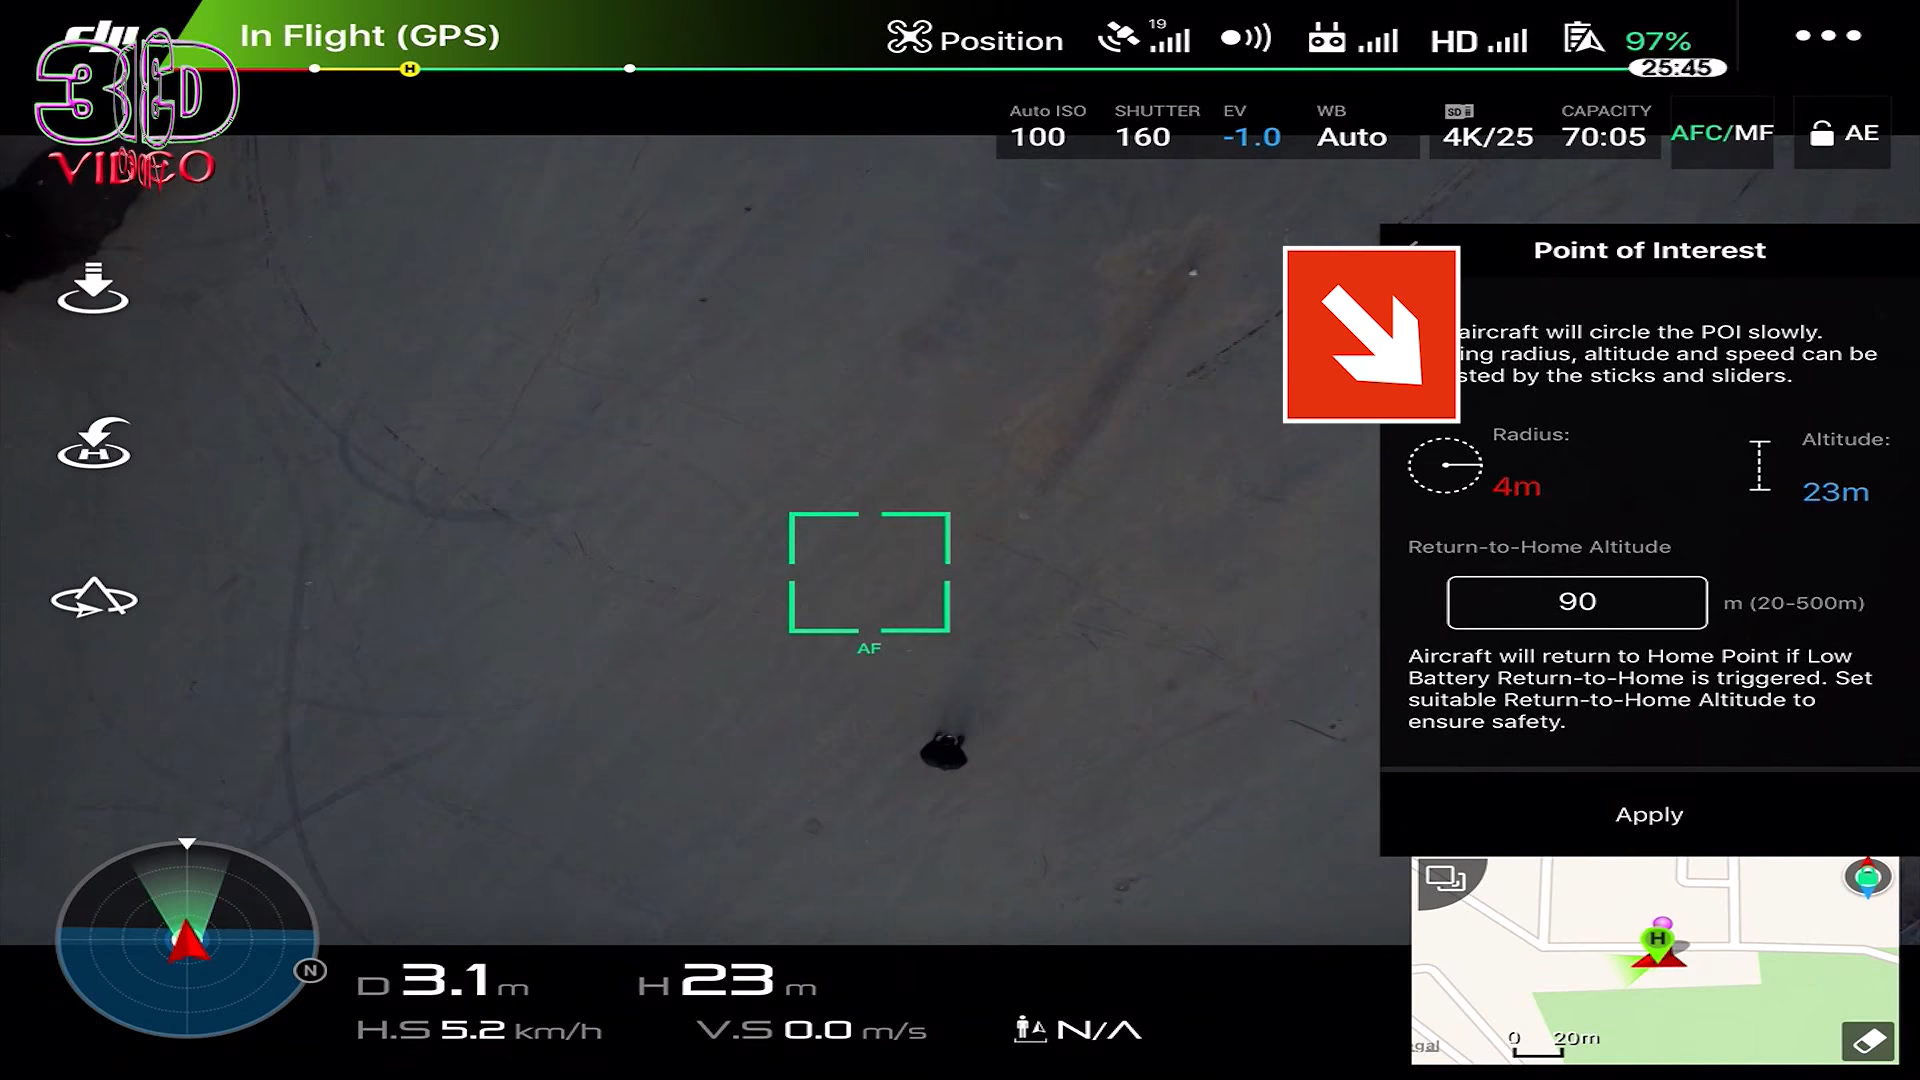 dji
3D
VIDEO
In Flight (GPS)
Position
19
HD
97%
25:45
H
Auto ISO
100
SHUTTER
160
EV
-1.0
WB
Auto
SD
4K/25
CAPACITY
70:05
AFC/MF
AE
Point of Interest
aircraft will circle the POI slowly.
ing radius, altitude and speed can be
sted by the sticks and sliders.
Radius:
4m
Altitude:
23m
Return-to-Home Altitude
90
m (20-500m)
Aircraft will return to Home Point if Low
Battery Return-to-Home is triggered. Set
suitable Return-to-Home Altitude to
ensure safety.
Apply
H
AF
N
D 3.1 m
H 23 m
H.S 5.2 km/h
V.S 0.0 m/s
N/A
H
0 20m
gal